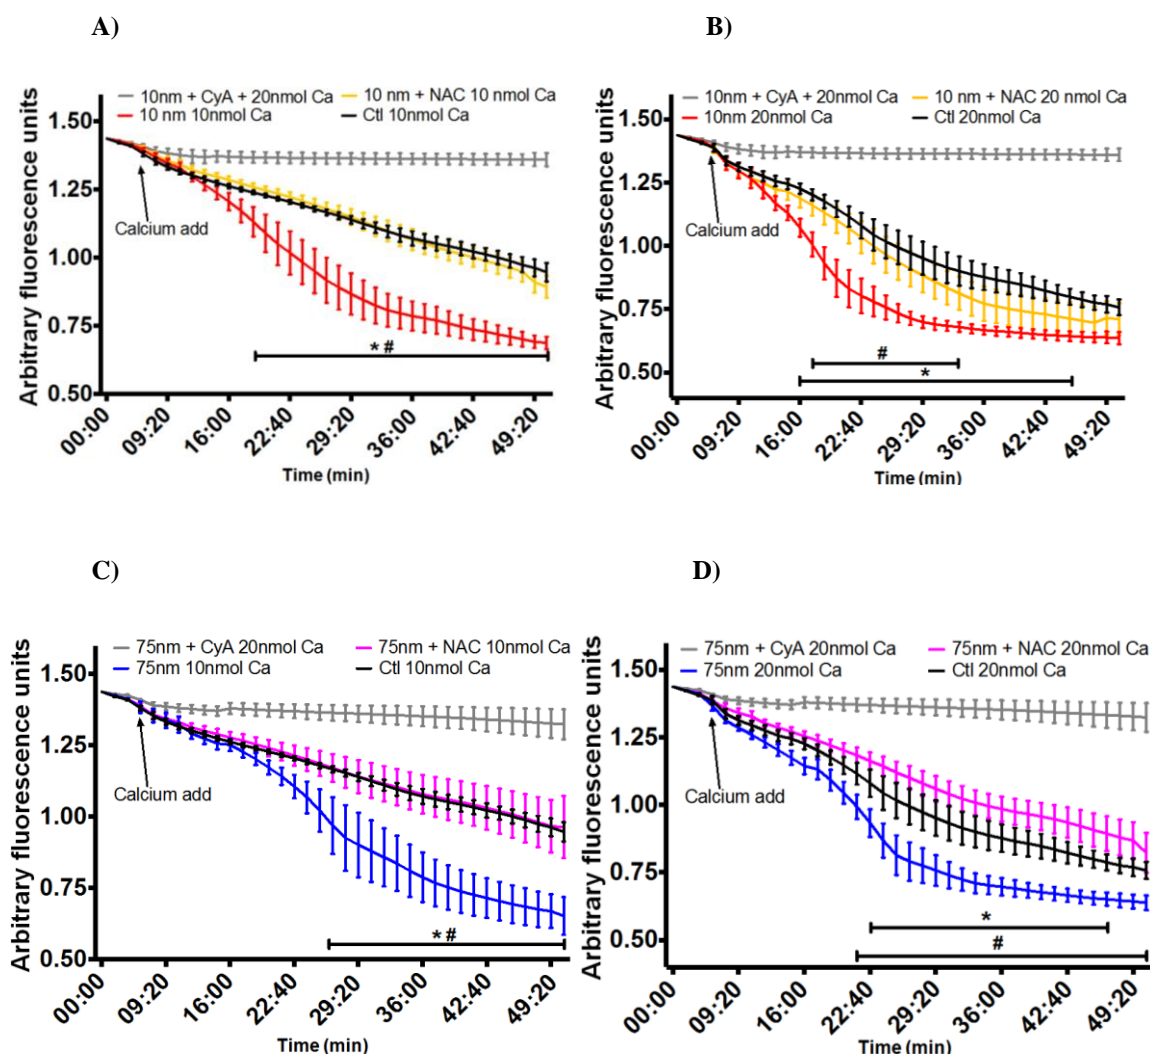 A)
B)
10nm + CyA + 20nmol Ca 10 nm + NAC 10 nmol Ca
10 nm 10nmol Ca Ctl 10nmol Ca
Arbitrary fluorescence units
1.50
1.25
1.00
0.75
0.50
Calcium add
* #
00:00 09:20 16:00 22:40 29:20 36:00 42:40 49:20
Time (min)
10nm + CyA + 20nmol Ca 10 nm + NAC 20 nmol Ca
10nm 20nmol Ca Ctl 20nmol Ca
Arbitrary fluorescence units
1.50
1.25
1.00
0.75
0.50
Calcium add
#
*
00:00 09:20 16:00 22:40 29:20 36:00 42:40 49:20
Time (min)
C)
D)
75nm + CyA 20nmol Ca 75nm + NAC 10nmol Ca
75nm 10nmol Ca Ctl 10nmol Ca
Arbitrary fluorescence units
1.50
1.25
1.00
0.75
0.50
Calcium add
* #
00:00 09:20 16:00 22:40 29:20 36:00 42:40 49:20
Time (min)
75nm + CyA 20nmol Ca 75nm + NAC 20nmol Ca
75nm 20nmol Ca Ctl 20nmol Ca
Arbitrary fluorescence units
1.50
1.25
1.00
0.75
0.50
Calcium add
*
#
00:00 09:20 16:00 22:40 29:20 36:00 42:40 49:20
Time (min)